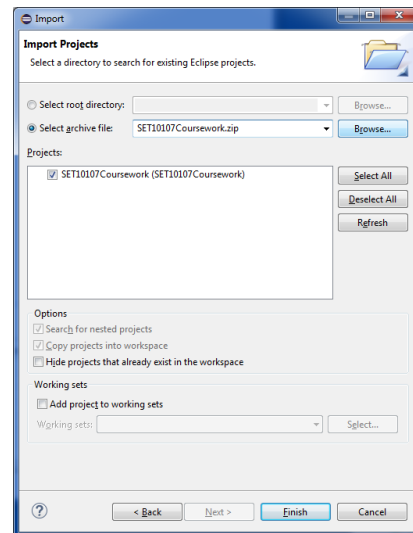 Import
Import Projects
Select a directory to search for existing Eclipse projects.
Select root directory:
Browse...
Select archive file:
SET10107Coursework.zip
Browse...
Projects:
SET10107Coursework (SET10107Coursework)
Select All
Deselect All
Refresh
Options
Search for nested projects
Copy projects into workspace
Hide projects that already exist in the workspace
Working sets
Add project to working sets
Working sets:
Select...
?
< Back
Next >
Finish
Cancel